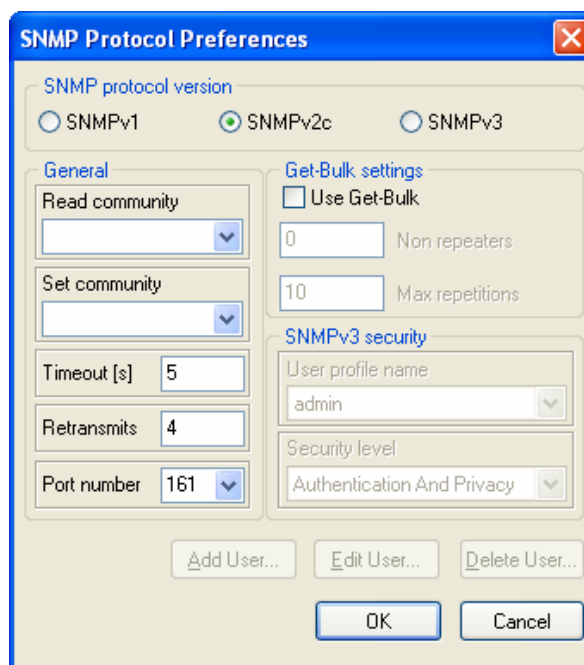 SNMP Protocol Preferences
SNMP protocol version
SNMPv1 SNMPv2c SNMPv3
General
Read community
Set community
Timeout [s] 5
Retransmits 4
Port number 161
Get-Bulk settings
Use Get-Bulk
0 Non repeaters
10 Max repetitions
SNMPv3 security
User profile name
admin
Security level
Authentication And Privacy
Add User... Edit User... Delete User...
OK Cancel